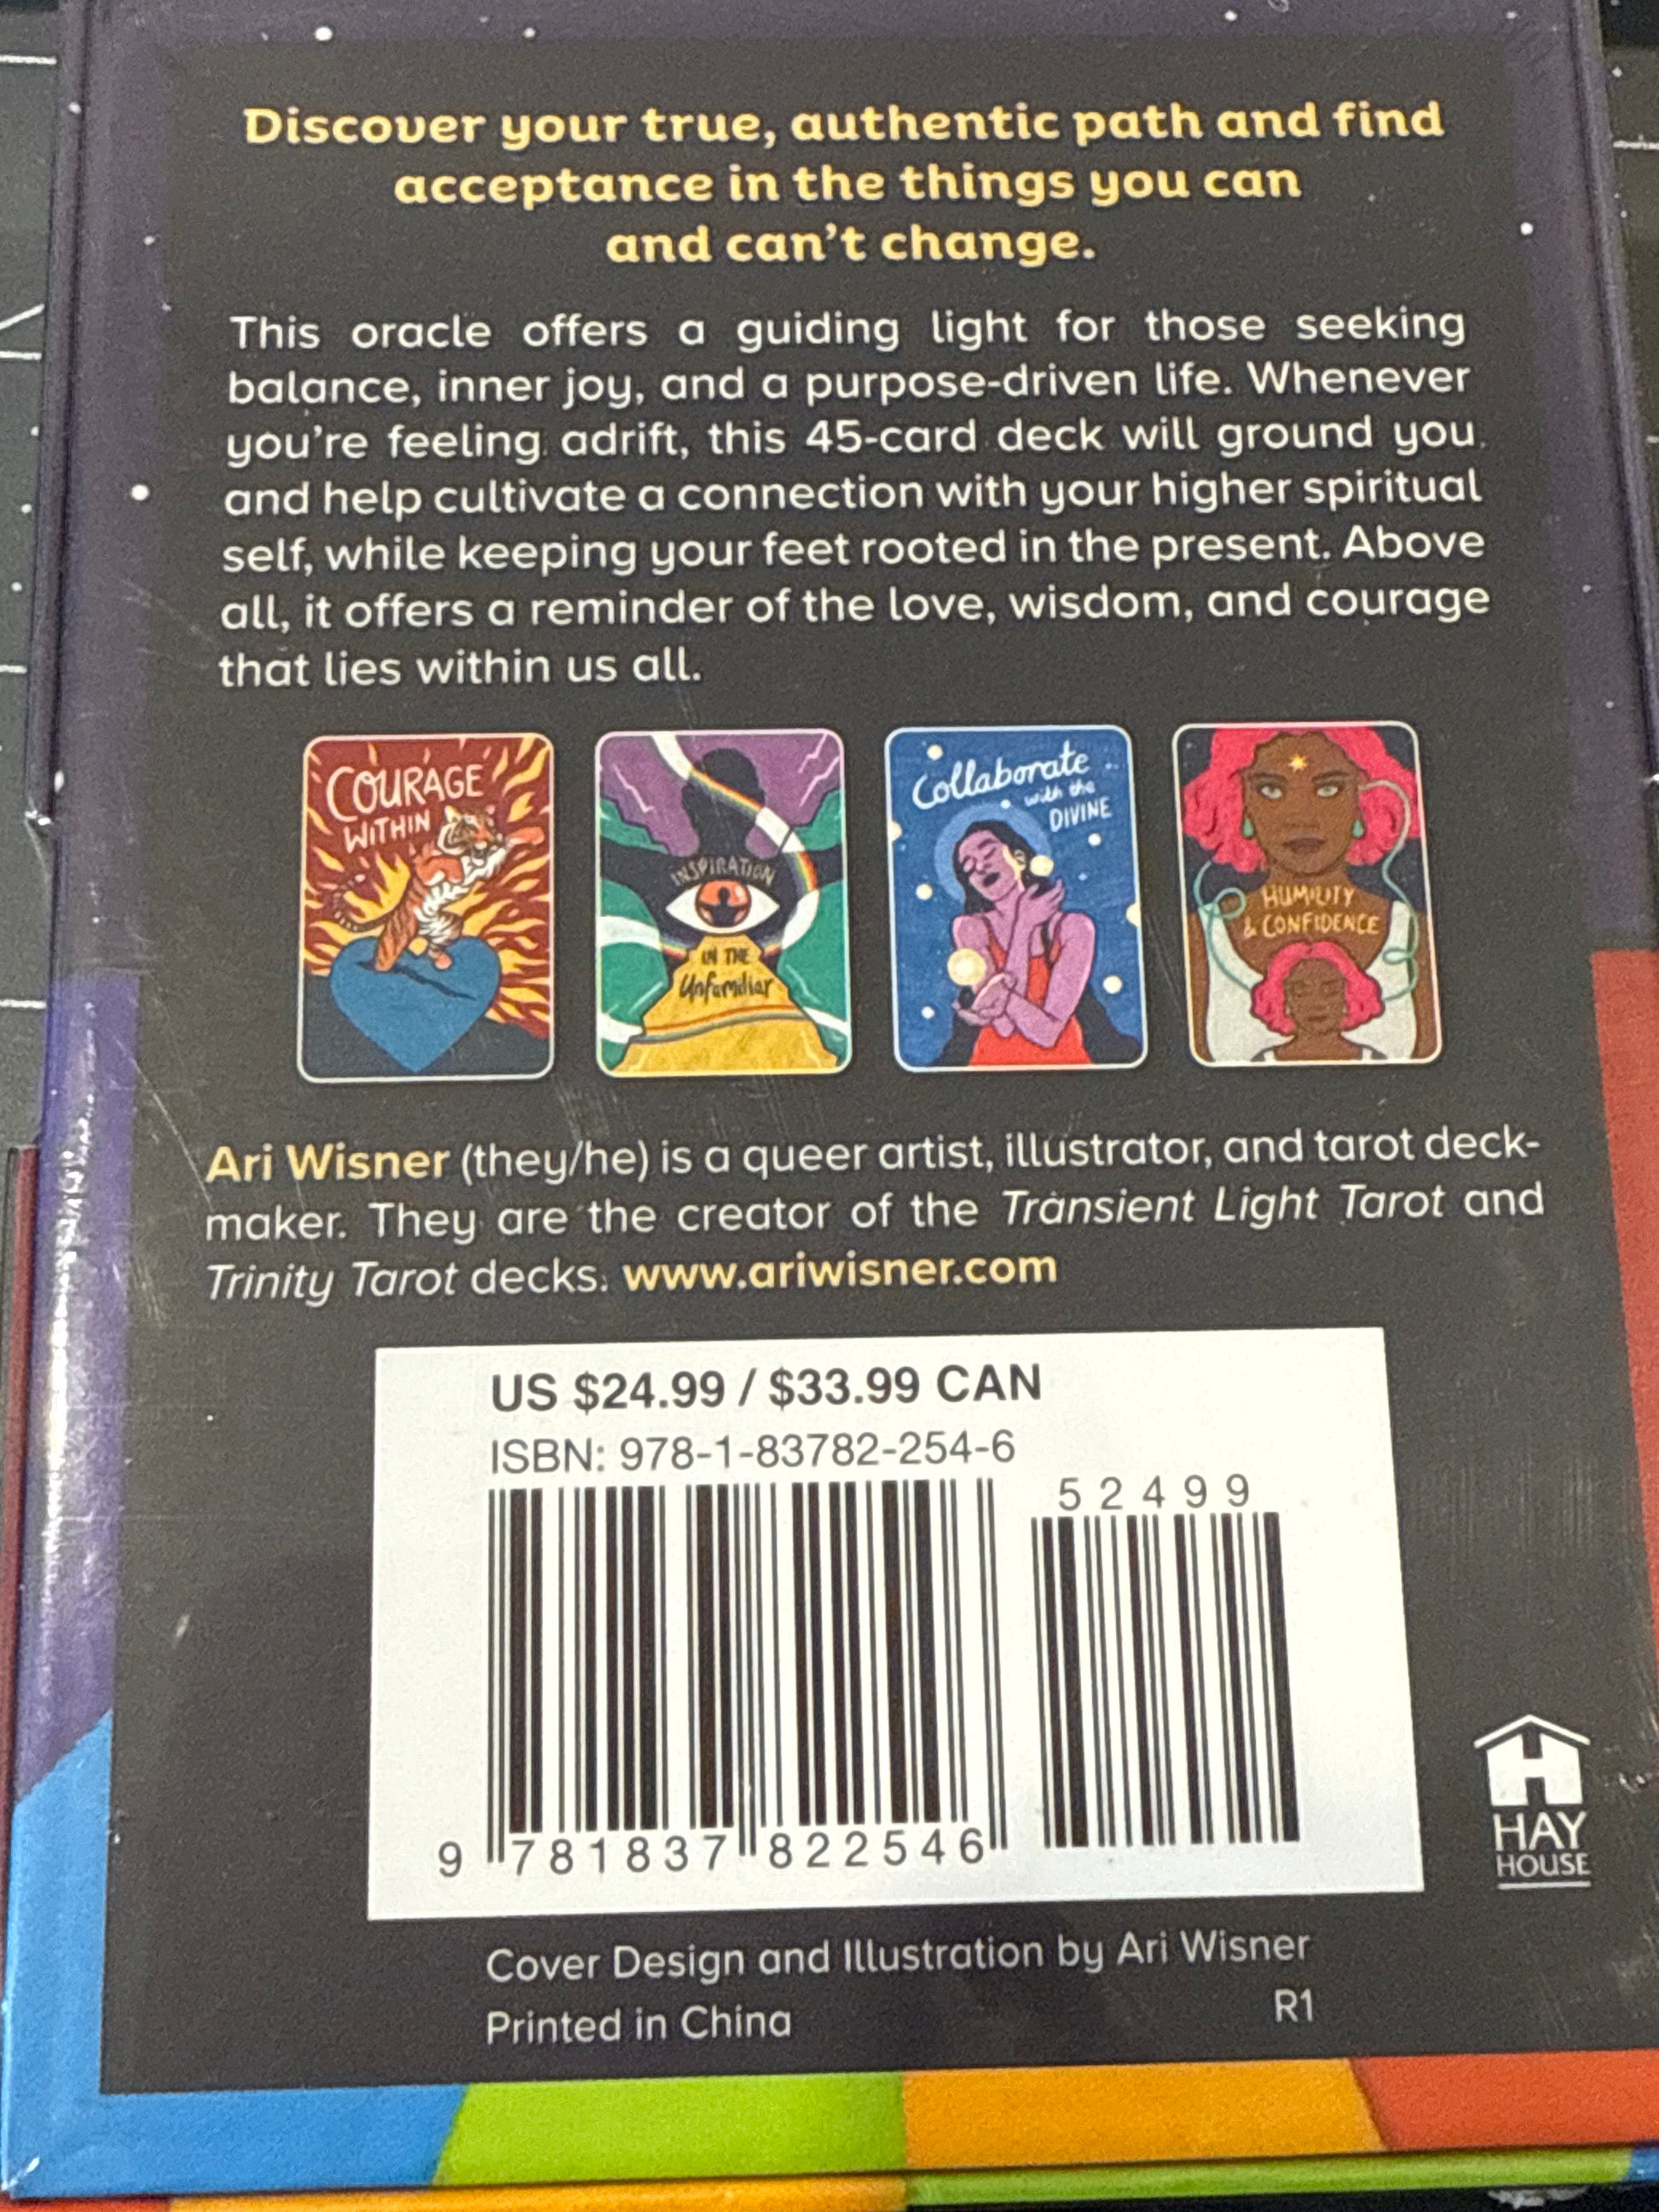 Discover your true, authentic path and find
acceptance in the things you can
and can't change.
This oracle offers a guiding light for those seeking
balance, inner joy, and a purpose-driven life. Whenever
you're feeling adrift, this 45-card deck will ground you
and help cultivate a connection with your higher spiritual
self, while keeping your feet rooted in the present. Above
all, it offers a reminder of the love, wisdom, and courage
that lies within us all.
COURAGE
WITHIN
INSPIRATION
IN THE
Unfamiliar
Collaborate
with the
DIVINE
HUMILITY
& CONFIDENCE
Ari Wisner (they/he) is a queer artist, illustrator, and tarot deck-
maker. They are the creator of the Transient Light Tarot and
Trinity Tarot decks. www.ariwisner.com
US $24.99 / $33.99 CAN
ISBN: 978-1-83782-254-6
52499
9 781837 822546
HAY
HOUSE
Cover Design and Illustration by Ari Wisner
Printed in China R1